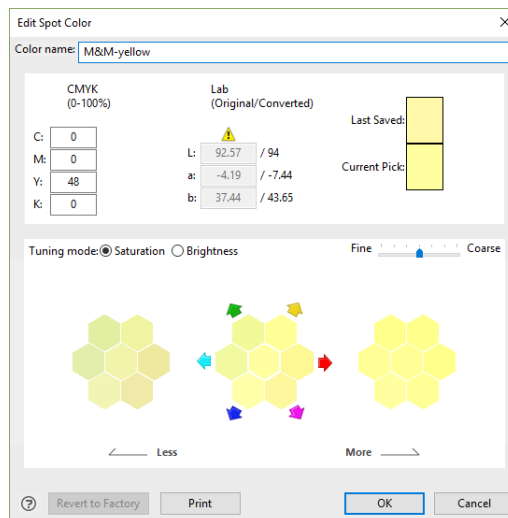 Edit Spot Color
Color name: M&M-yellow
CMYK
(0-100%)
Lab
(Original/Converted)
C: 0
M: 0
Y: 48
K: 0
L: 92.57 / 94
a: -4.19 / -7.44
b: 37.44 / 43.65
Last Saved:
Current Pick:
Tuning mode: Saturation Brightness
Fine Coarse
Less
More
? Revert to Factory Print OK Cancel